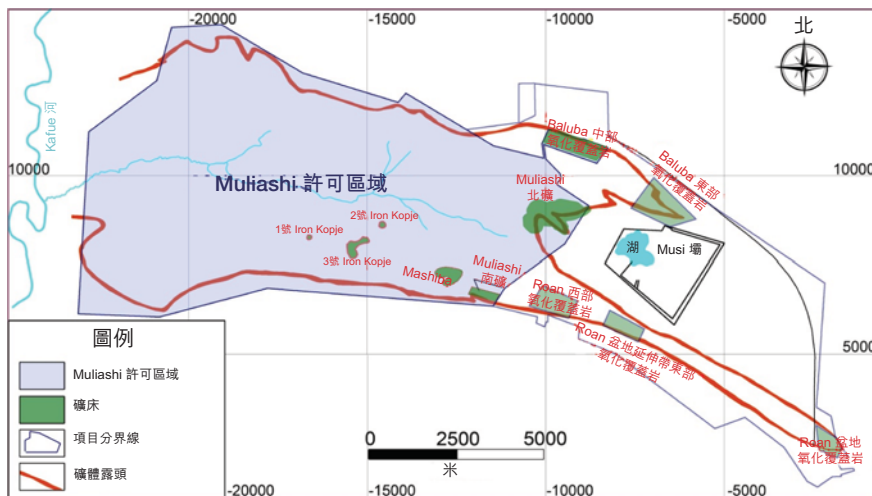 -20000
-15000
-10000
-5000
北
Kafue 河
10000
10000
Baluba 中部
氧化覆蓋岩
Baluba 東部
氧化覆蓋岩
Muliashi 許可區域
Muliashi
北礦
2號 Iron Kopje
1號 Iron Kopje
3號 Iron Kopje
湖
Musi 壩
Mashiba
Muliashi
南礦
Roan 西部
氧化覆蓋岩
Roan 盆地延伸帶東部
氧化覆蓋岩
5000
Roan 盆地
氧化覆蓋岩
圖例
Muliashi 許可區域
礦床
項目分界線
礦體露頭
0
2500
5000
米
-20000
-15000
-10000
-5000